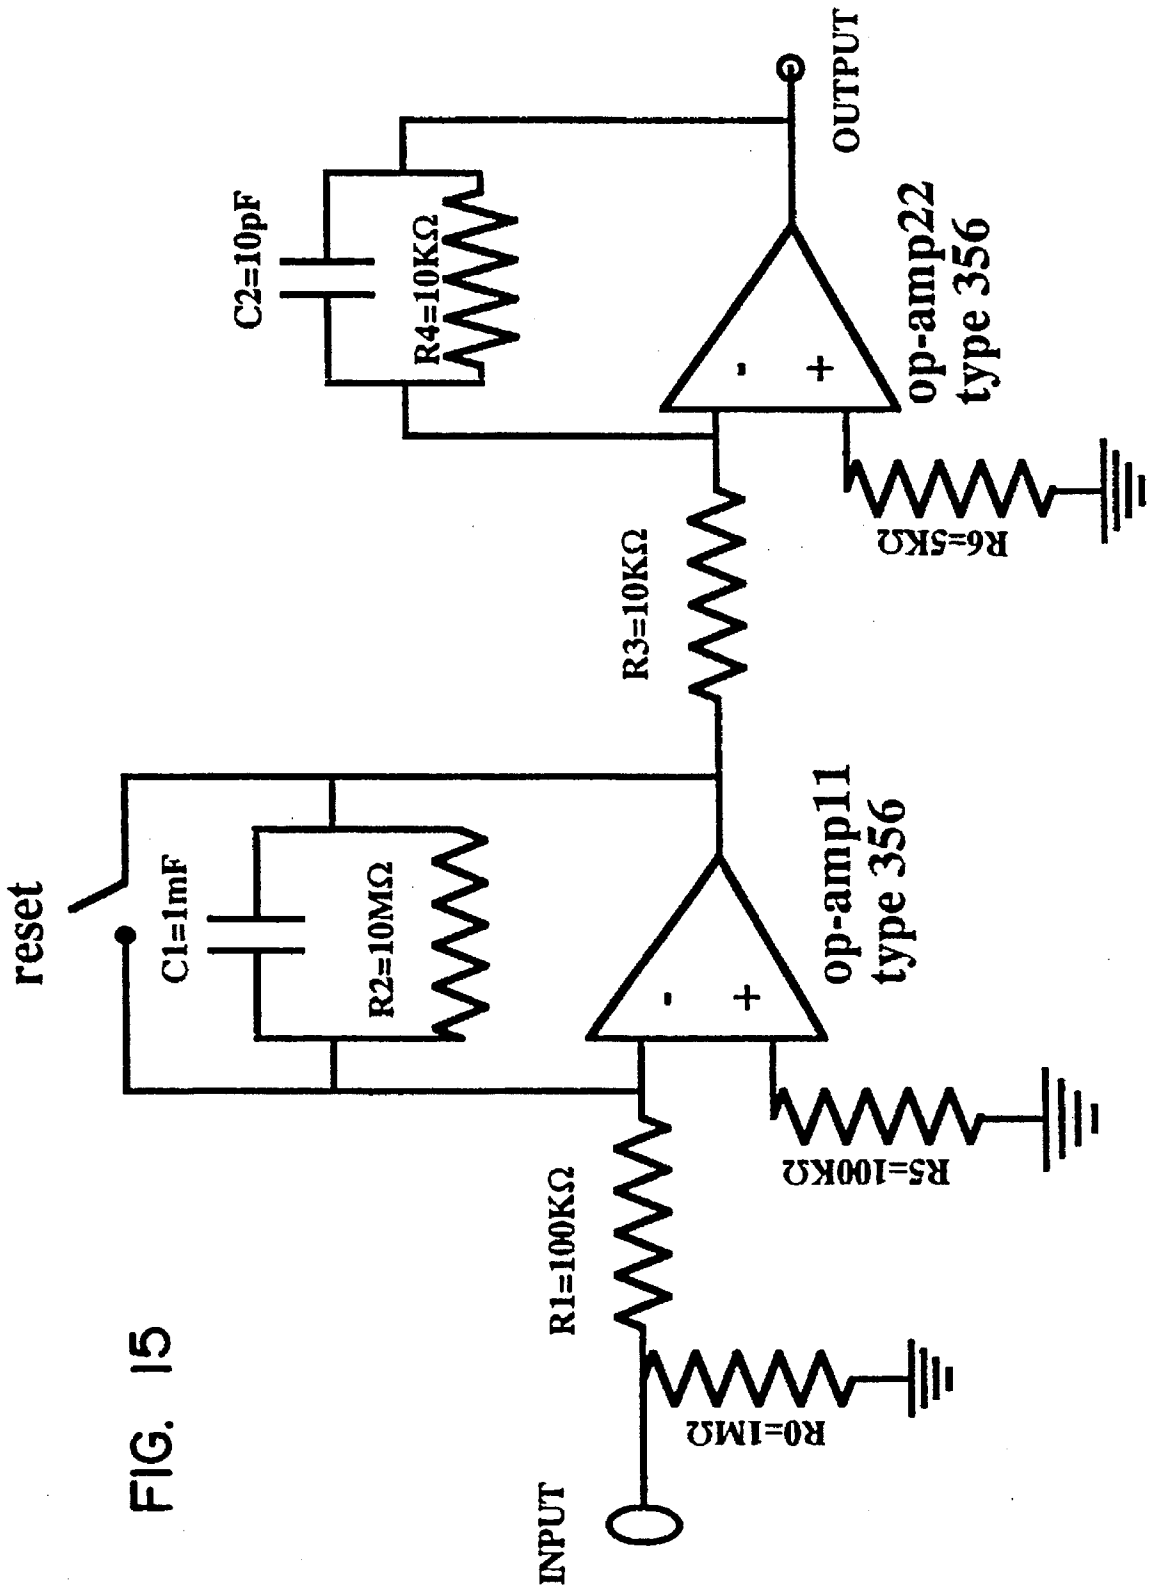 FIG. 15
INPUT
R0=1MΩ
R1=100KΩ
R5=100KΩ
reset
C1=1mF
R2=10MΩ
-
+
op-amp11
type 356
R3=10KΩ
R6=5KΩ
C2=10pF
R4=10KΩ
-
+
op-amp22
type 356
OUTPUT